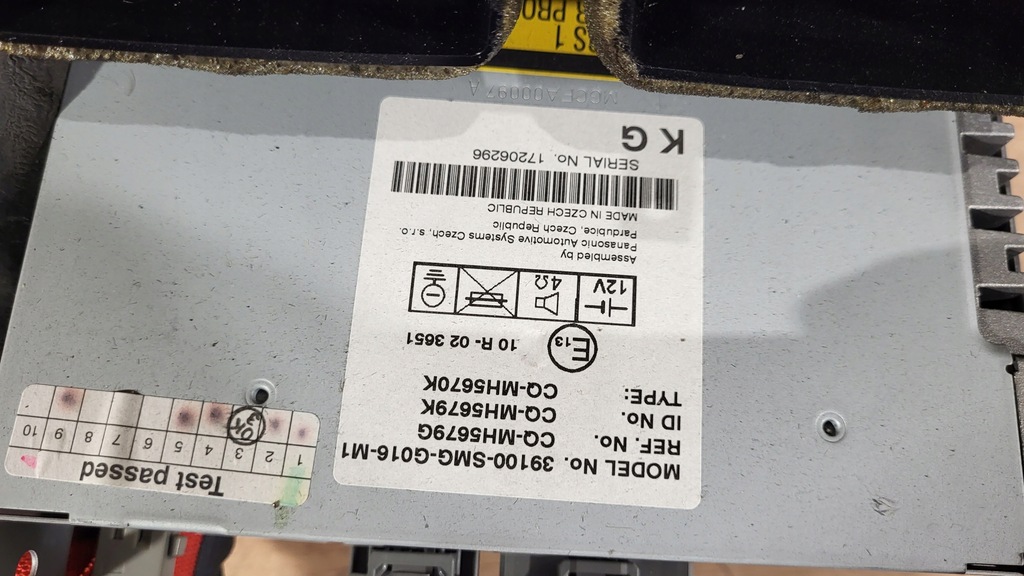 MODEL No. 39100-SMG-G016-M1
REF. No. CQ-MH5679G
ID No. CQ-MH5679K
TYPE: CQ-MH5670K
E13
10 R- 02 3651
12V
4Ω
Assembled by
Panasonic Automotive Systems Czech, s.r.o.
Pardubice, Czech Republic
MADE IN CZECH REPUBLIC
SERIAL No. 17206296
K G
Test passed
1 2 3 4 5 6 7 8 9 10